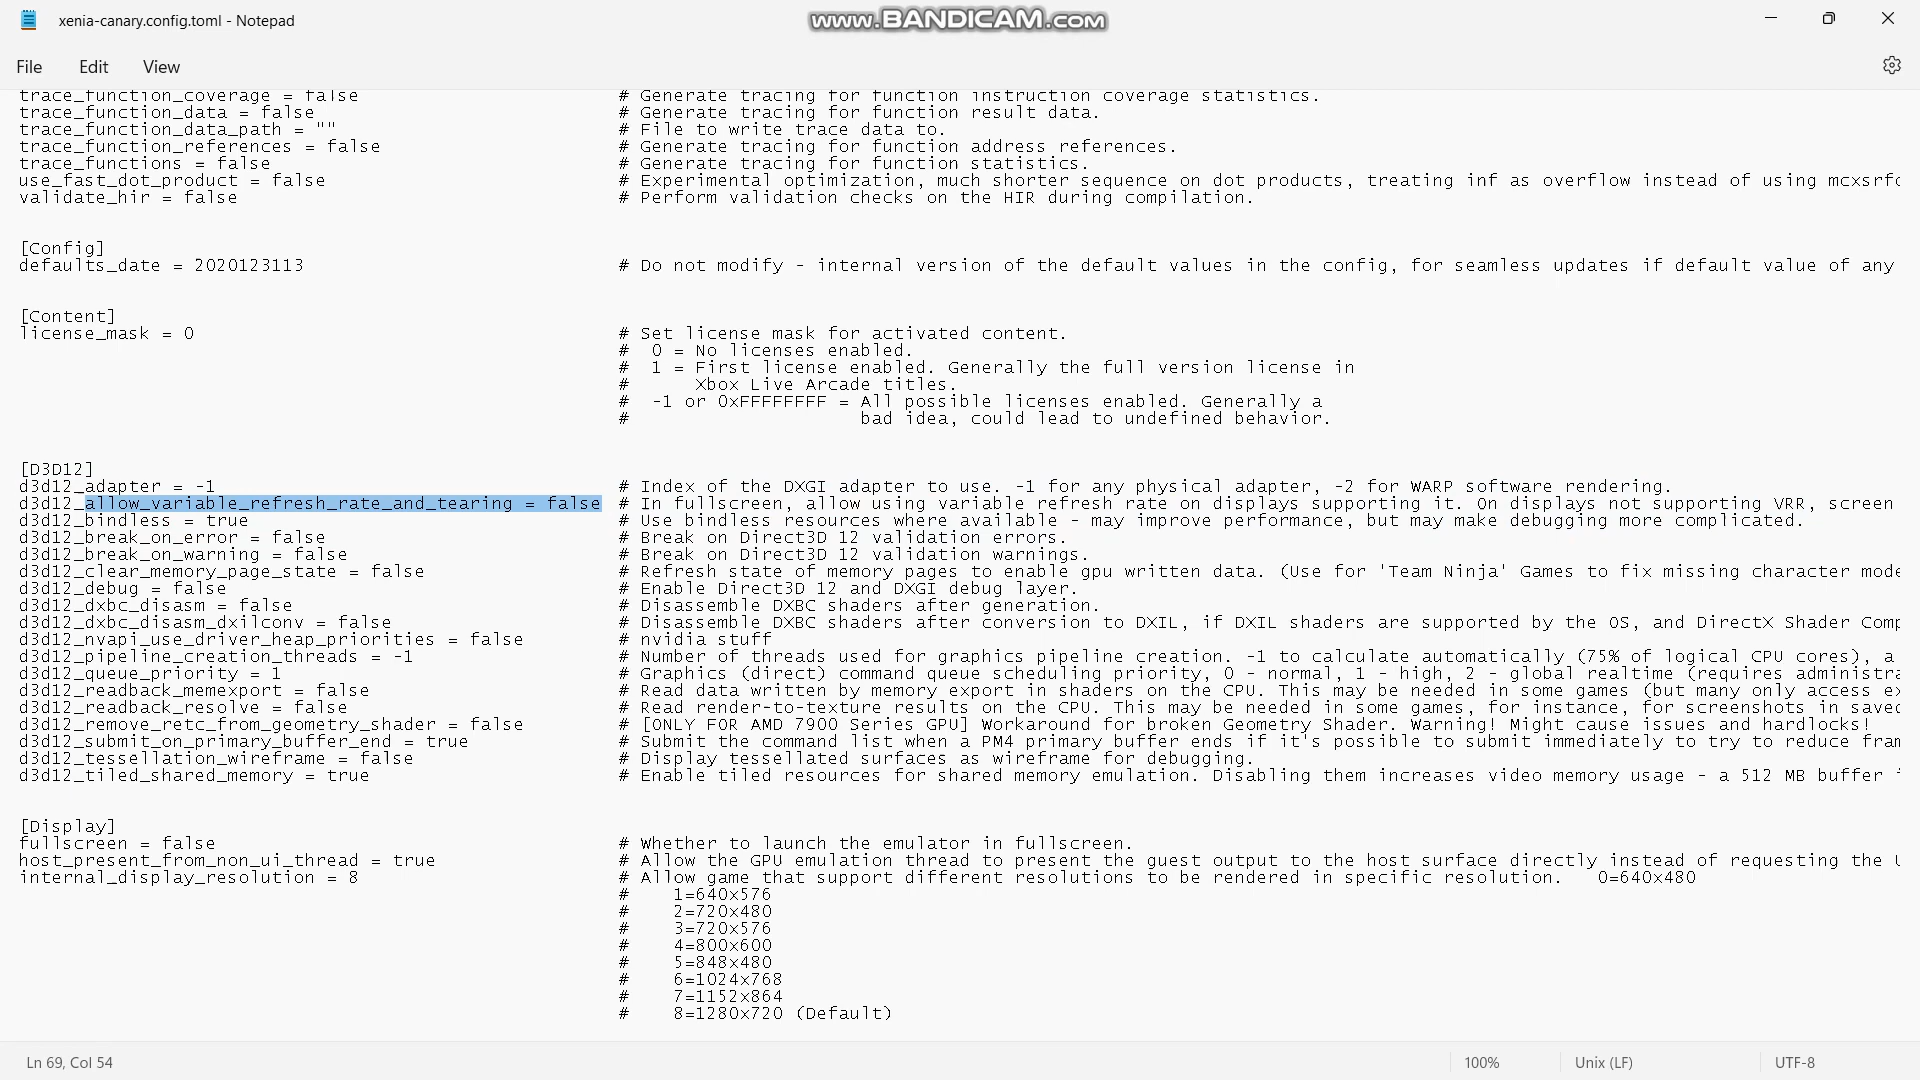 xenia-canary.config.toml - Notepad
www.BANDICAM.com
File Edit View
trace_function_coverage = false # Generate tracing for function instruction coverage statistics.
trace_function_data = false # Generate tracing for function result data.
trace_function_data_path = "" # File to write trace data to.
trace_function_references = false # Generate tracing for function address references.
trace_functions = false # Generate tracing for function statistics.
use_fast_dot_product = false # Experimental optimization, much shorter sequence on dot products, treating inf as overflow instead of using mcxsrf
validate_hir = false # Perform validation checks on the HIR during compilation.
[Config]
defaults_date = 2020123113 # Do not modify - internal version of the default values in the config, for seamless updates if default value of any
[Content]
license_mask = 0 # Set license mask for activated content.
# 0 = No licenses enabled.
# 1 = First license enabled. Generally the full version license in
# Xbox Live Arcade titles.
# -1 or 0xFFFFFFFF = All possible licenses enabled. Generally a
# bad idea, could lead to undefined behavior.
[D3D12]
d3d12_adapter = -1 # Index of the DXGI adapter to use. -1 for any physical adapter, -2 for WARP software rendering.
d3d12_allow_variable_refresh_rate_and_tearing = false # In fullscreen, allow using variable refresh rate on displays supporting it. On displays not supporting VRR, screen
d3d12_bindless = true # Use bindless resources where available - may improve performance, but may make debugging more complicated.
d3d12_break_on_error = false # Break on Direct3D 12 validation errors.
d3d12_break_on_warning = false # Break on Direct3D 12 validation warnings.
d3d12_clear_memory_page_state = false # Refresh state of memory pages to enable gpu written data. (Use for 'Team Ninja' Games to fix missing character mode
d3d12_debug = false # Enable Direct3D 12 and DXGI debug layer.
d3d12_dxbc_disasm = false # Disassemble DXBC shaders after generation.
d3d12_dxbc_disasm_dxilconv = false # Disassemble DXBC shaders after conversion to DXIL, if DXIL shaders are supported by the OS, and DirectX Shader Comp
d3d12_nvapi_use_driver_heap_priorities = false # nvidia stuff
d3d12_pipeline_creation_threads = -1 # Number of threads used for graphics pipeline creation. -1 to calculate automatically (75% of logical CPU cores), a
d3d12_queue_priority = 1 # Graphics (direct) command queue scheduling priority, 0 - normal, 1 - high, 2 - global realtime (requires administra
d3d12_readback_memexport = false # Read data written by memory export in shaders on the CPU. This may be needed in some games (but many only access ex
d3d12_readback_resolve = false # Read render-to-texture results on the CPU. This may be needed in some games, for instance, for screenshots in saved
d3d12_remove_retc_from_geometry_shader = false # [ONLY FOR AMD 7900 Series GPU] Workaround for broken Geometry Shader. Warning! Might cause issues and hardlocks!
d3d12_submit_on_primary_buffer_end = true # Submit the command list when a PM4 primary buffer ends if it's possible to submit immediately to try to reduce fram
d3d12_tessellation_wireframe = false # Display tessellated surfaces as wireframe for debugging.
d3d12_tiled_shared_memory = true # Enable tiled resources for shared memory emulation. Disabling them increases video memory usage - a 512 MB buffer
[Display]
fullscreen = false # Whether to launch the emulator in fullscreen.
host_present_from_non_ui_thread = true # Allow the GPU emulation thread to present the guest output to the host surface directly instead of requesting the
internal_display_resolution = 8 # Allow game that support different resolutions to be rendered in specific resolution. 0=640x480
# 1=640x576
# 2=720x480
# 3=720x576
# 4=800x600
# 5=848x480
# 6=1024x768
# 7=1152x864
# 8=1280x720 (Default)
Ln 69, Col 54 100% Unix (LF) UTF-8